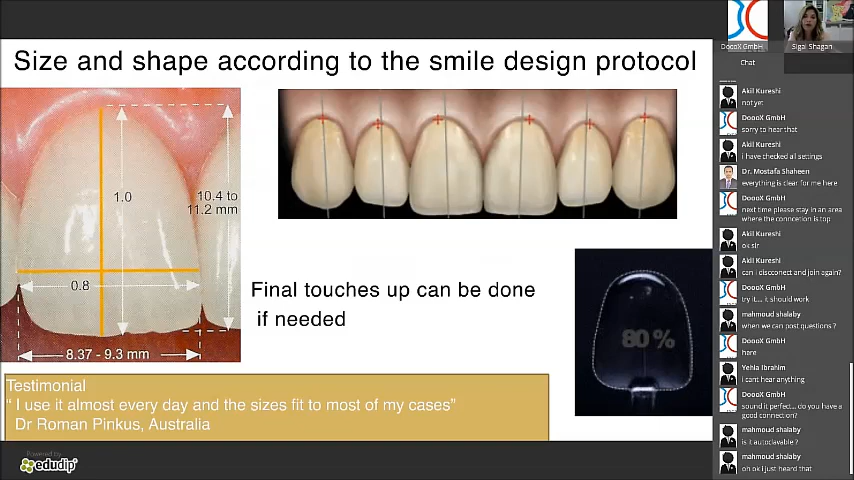 Size and shape according to the smile design protocol
1.0
10.4 to
11.2 mm
0.8
8.37 - 9.3 mm
Final touches up can be done
if needed
80 %
Testimonial
“ I use it almost every day and the sizes fit to most of my cases”
Dr Roman Pinkus, Australia
Powered by
edudip
DoooX GmbH
Sigal Shagan
Chat
Akil Kureshi
not yet
DoooX GmbH
sorry to hear that
Akil Kureshi
i have checked all settings
Dr. Mostafa Shaheen
everything is clear for me here
DoooX GmbH
next time please stay in an area
where the conncetion is top
Akil Kureshi
ok sir
Akil Kureshi
can i discconect and join again?
DoooX GmbH
try it.... it should work
mahmoud shalaby
when we can post questions ?
DoooX GmbH
here
Yehia Ibrahim
i cant hear anything
DoooX GmbH
sound it perfect... do you have a
good connection?
mahmoud shalaby
is it autoclavable ?
mahmoud shalaby
oh ok I just heard that